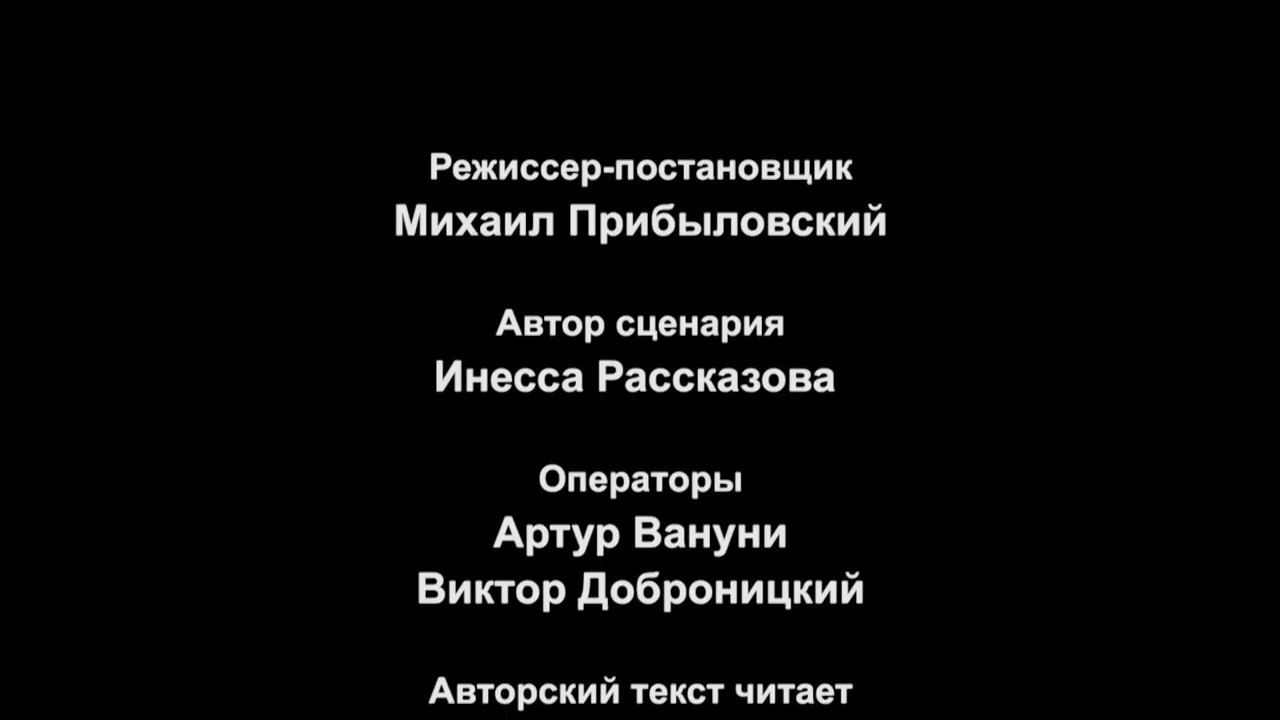 Режиссер-постановщик
Михаил Прибыловский
Автор сценария
Инесса Рассказова
Операторы
Артур Вануни
Виктор Доброницкий
Авторский текст читает